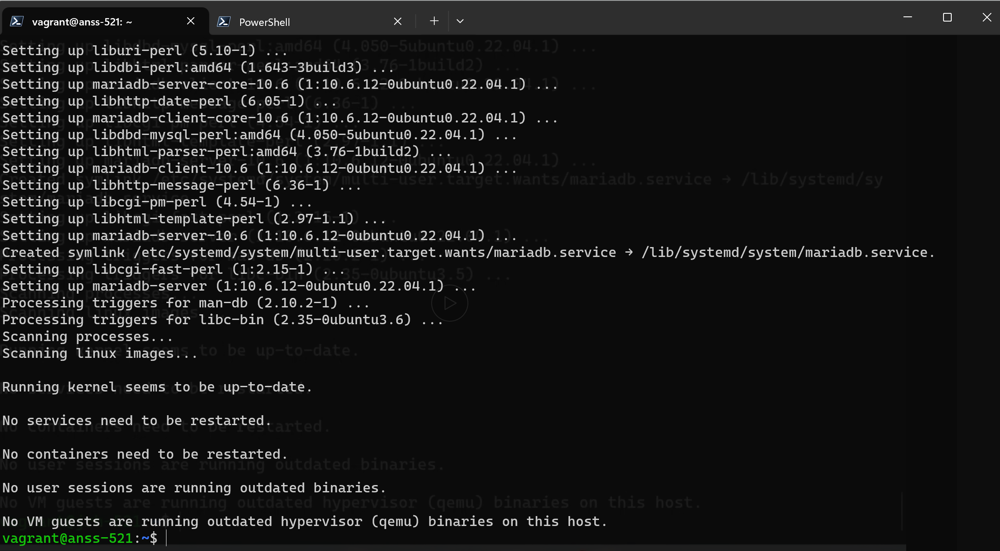 vagrant@anss-521: ~
PowerShell
Setting up liburi-perl (5.10-1) ...
Setting up libdbi-perl:amd64 (1.643-3build3) ...
Setting up mariadb-server-core-10.6 (1:10.6.12-0ubuntu0.22.04.1) ...
Setting up libhttp-date-perl (6.05-1) ...
Setting up mariadb-client-core-10.6 (1:10.6.12-0ubuntu0.22.04.1) ...
Setting up libdbd-mysql-perl:amd64 (4.050-5ubuntu0.22.04.1) ...
Setting up libhtml-parser-perl:amd64 (3.76-1build2) ...
Setting up mariadb-client-10.6 (1:10.6.12-0ubuntu0.22.04.1) ...
Setting up libhttp-message-perl (6.36-1) ...
Setting up libcgi-pm-perl (4.54-1) ...
Setting up libhtml-template-perl (2.97-1.1) ...
Setting up mariadb-server-10.6 (1:10.6.12-0ubuntu0.22.04.1) ...
Created symlink /etc/systemd/system/multi-user.target.wants/mariadb.service → /lib/systemd/system/mariadb.service.
Setting up libcgi-fast-perl (1:2.15-1) ...
Setting up mariadb-server (1:10.6.12-0ubuntu0.22.04.1) ...
Processing triggers for man-db (2.10.2-1) ...
Processing triggers for libc-bin (2.35-0ubuntu3.6) ...
Scanning processes...
Scanning linux images...
Running kernel seems to be up-to-date.
No services need to be restarted.
No containers need to be restarted.
No user sessions are running outdated binaries.
No VM guests are running outdated hypervisor (qemu) binaries on this host.
vagrant@anss-521:~$